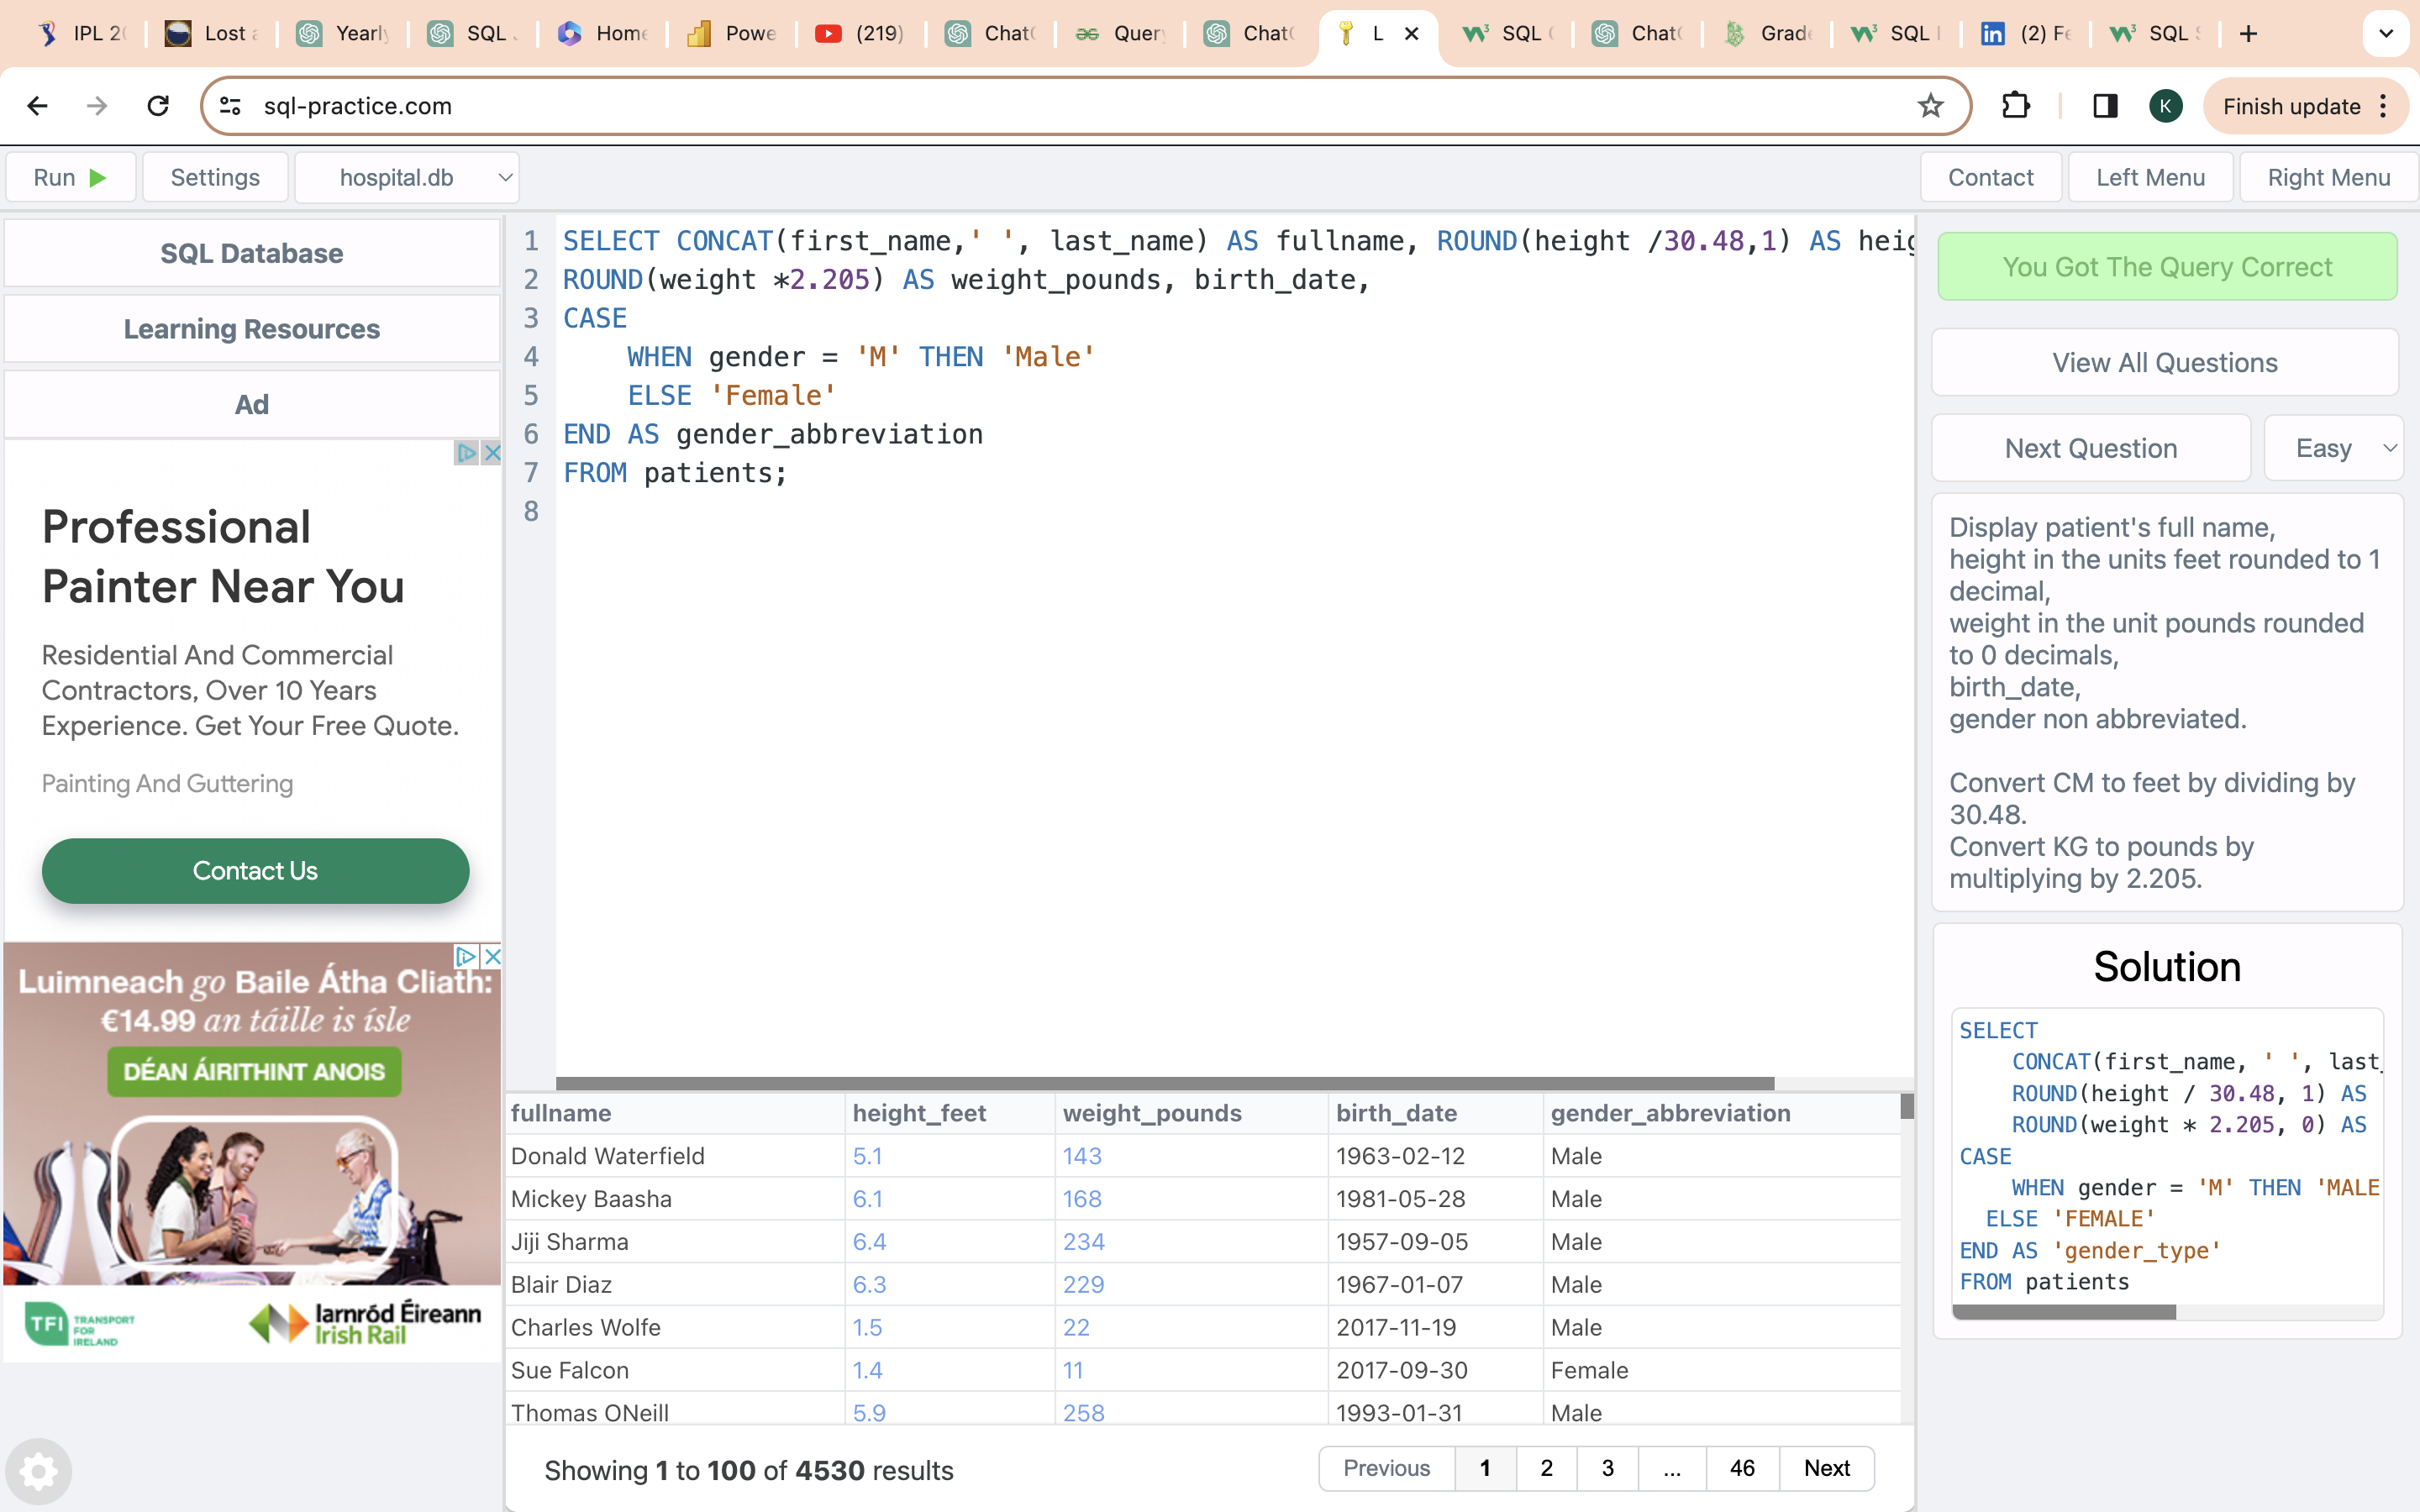 IPL 20
Lost a
Yearly
SQL
Home
Powe
(219)
ChatG
Query
ChatG
L
SQL
ChatG
Grade
SQL
(2) Fe
SQL S
sql-practice.com
K
Finish update
Run
Settings
hospital.db
Contact
Left Menu
Right Menu
SQL Database
Learning Resources
Ad
Professional
Painter Near You
Residential And Commercial
Contractors, Over 10 Years
Experience. Get Your Free Quote.
Painting And Guttering
Contact Us
Luimneach go Baile Átha Cliath:
€14.99 an táille is ísle
DÉAN ÁIRITHINT ANOIS
TFI TRANSPORT
FOR
IRELAND
Iarnród Éireann
Irish Rail
1 SELECT CONCAT(first_name,' ', last_name) AS fullname, ROUND(height /30.48,1) AS heig
2 ROUND(weight *2.205) AS weight_pounds, birth_date,
3 CASE
4 WHEN gender = 'M' THEN 'Male'
5 ELSE 'Female'
6 END AS gender_abbreviation
7 FROM patients;
8
fullname height_feet weight_pounds birth_date gender_abbreviation
Donald Waterfield 5.1 143 1963-02-12 Male
Mickey Baasha 6.1 168 1981-05-28 Male
Jiji Sharma 6.4 234 1957-09-05 Male
Blair Diaz 6.3 229 1967-01-07 Male
Charles Wolfe 1.5 22 2017-11-19 Male
Sue Falcon 1.4 11 2017-09-30 Female
Thomas ONeill 5.9 258 1993-01-31 Male
Showing 1 to 100 of 4530 results
Previous 1 2 3 ... 46 Next
You Got The Query Correct
View All Questions
Next Question
Easy
Display patient's full name,
height in the units feet rounded to 1
decimal,
weight in the unit pounds rounded
to 0 decimals,
birth_date,
gender non abbreviated.
Convert CM to feet by dividing by
30.48.
Convert KG to pounds by
multiplying by 2.205.
Solution
SELECT
CONCAT(first_name, ' ', last_
ROUND(height / 30.48, 1) AS
ROUND(weight * 2.205, 0) AS
CASE
WHEN gender = 'M' THEN 'MALE
ELSE 'FEMALE'
END AS 'gender_type'
FROM patients